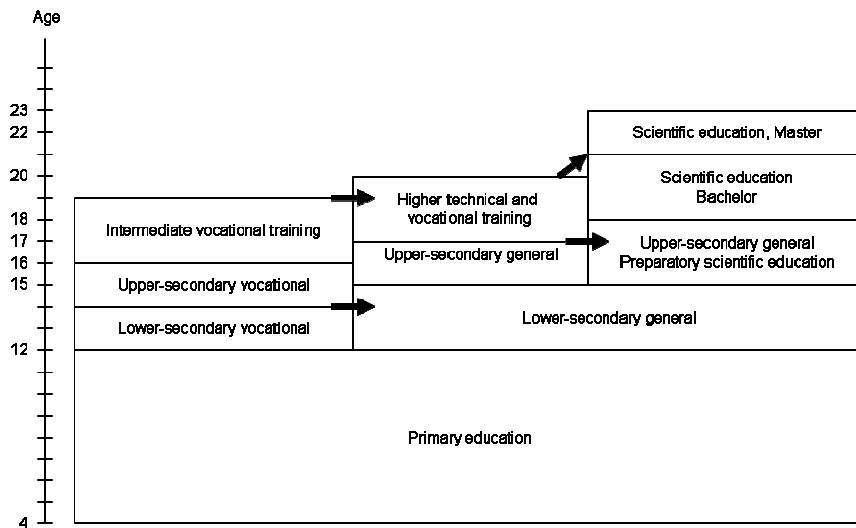 Age
23
22
20
18
17
16
15
12
4
Scientific education, Master
Scientific education
Bachelor
Higher technical and
vocational training
Intermediate vocational training
Upper-secondary general
Upper-secondary general
Preparatory scientific education
Upper-secondary vocational
Lower-secondary general
Lower-secondary vocational
Primary education